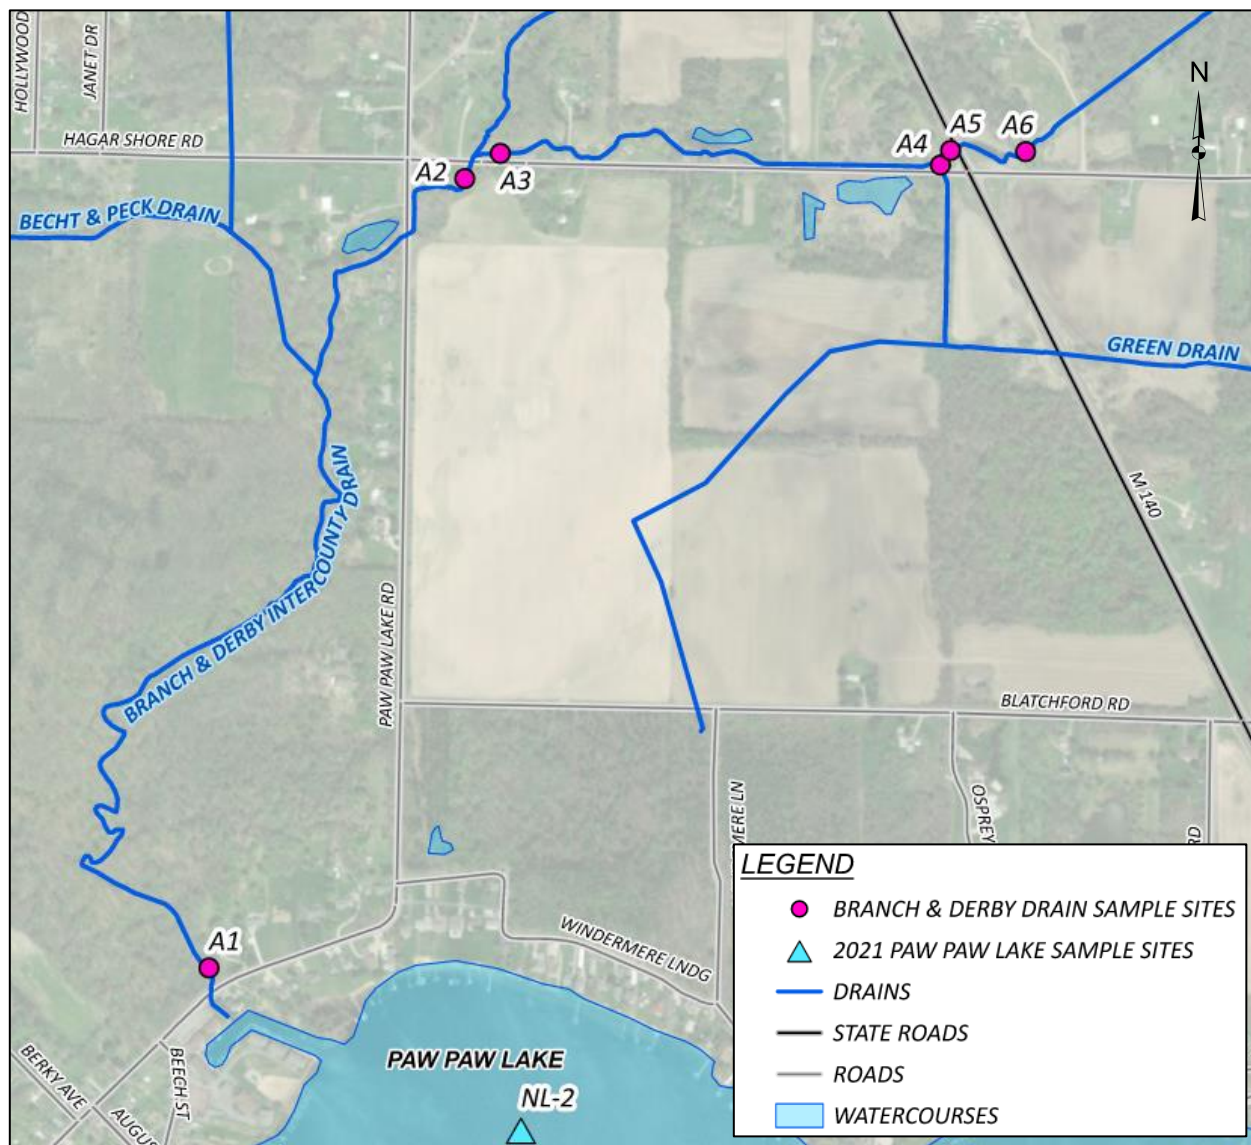 HOLLYWOOD
JANET DR
N
HAGAR SHORE RD
A2
A3
A4
A5
A6
BECHT & PECK DRAIN
GREEN DRAIN
BRANCH & DERBY INTERCOUNTY DRAIN
M 140
PAW PAW LAKE RD
BLATCHFORD RD
MERE LN
OSPREY
RD
A1
WINDERMERE LNDG
BERKY AVE
BEECH ST
AUGUS
PAW PAW LAKE
NL-2
LEGEND
BRANCH & DERBY DRAIN SAMPLE SITES
2021 PAW PAW LAKE SAMPLE SITES
DRAINS
STATE ROADS
ROADS
WATERCOURSES